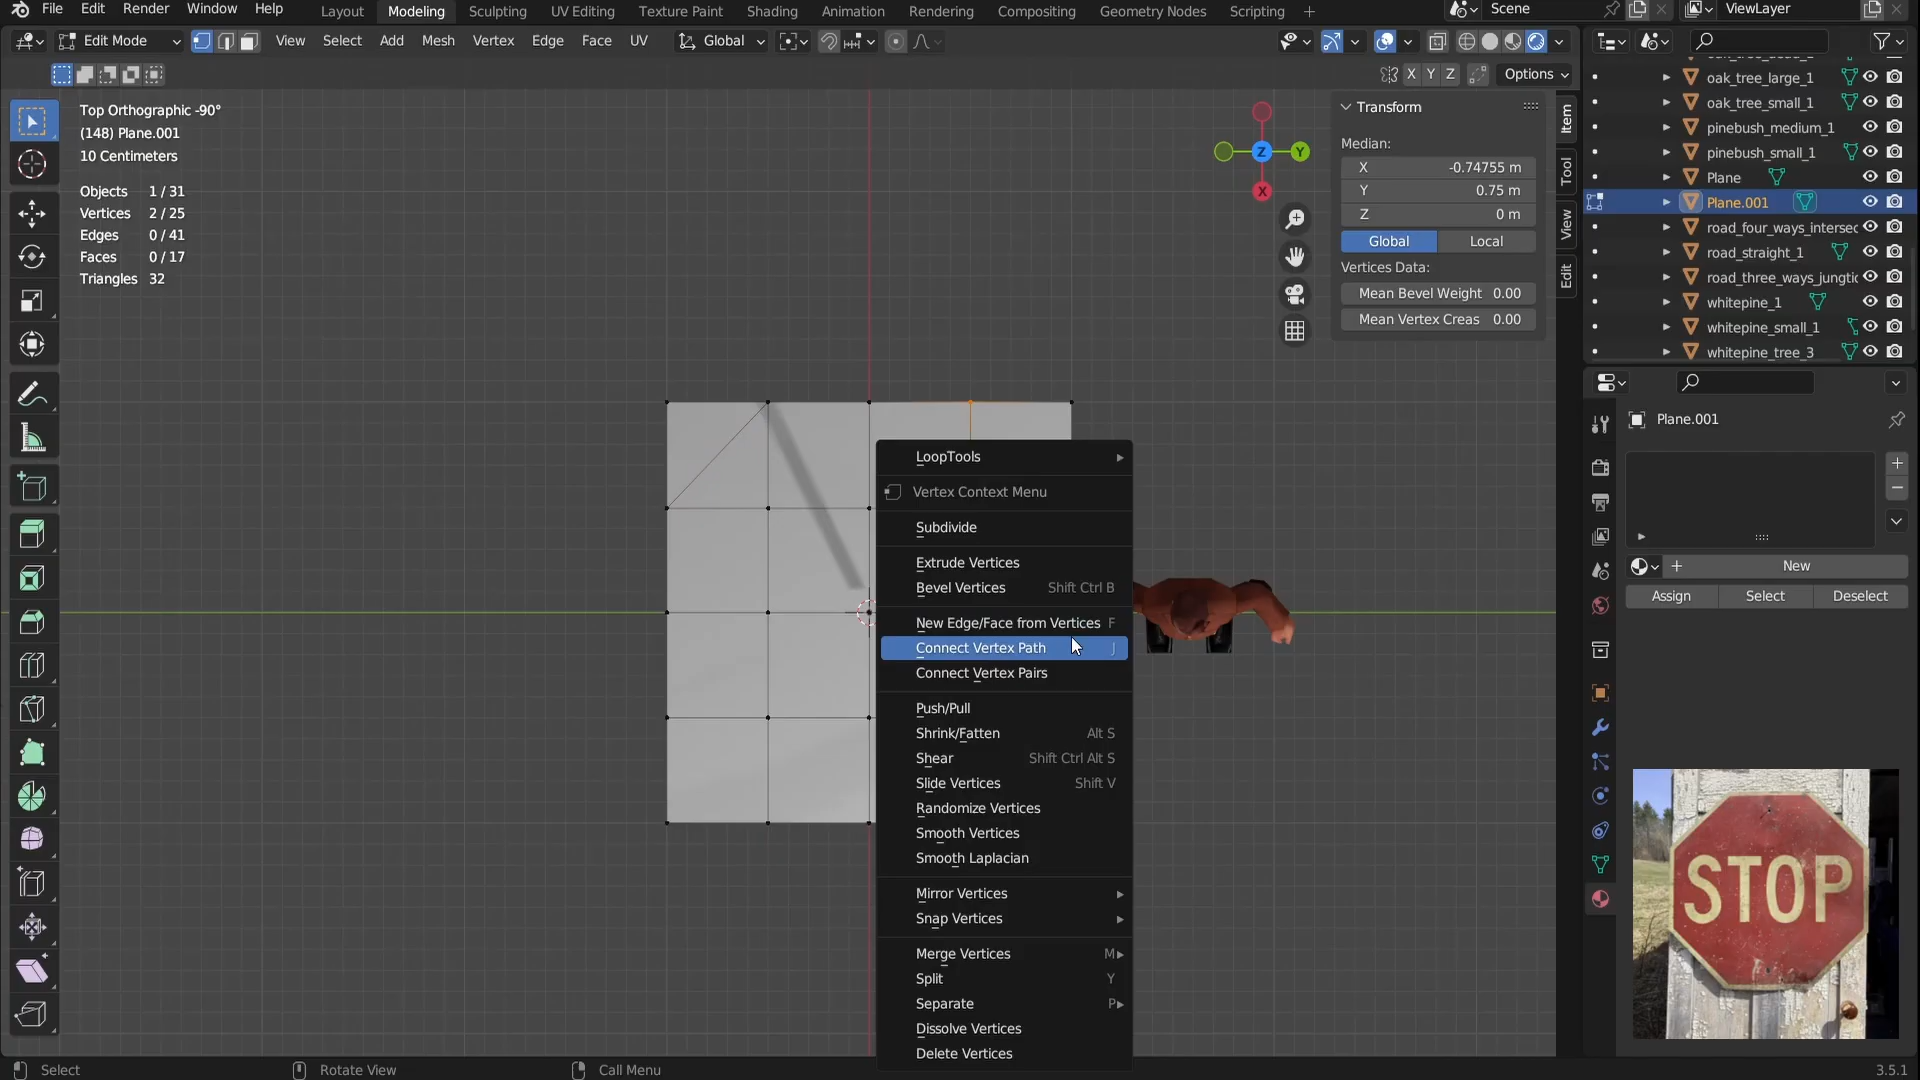 File Edit Render Window Help Layout Modeling Sculpting UV Editing Texture Paint Shading Animation Rendering Compositing Geometry Nodes Scripting + Scene ViewLayer
Edit Mode View Select Add Mesh Vertex Edge Face UV Global
X Y Z Options
Top Orthographic -90°
(148) Plane.001
10 Centimeters
Objects 1 / 31
Vertices 2 / 25
Edges 0 / 41
Faces 0 / 17
Triangles 32
Z Y
X
Transform
Median:
X -0.74755 m
Y 0.75 m
Z 0 m
Global Local
Vertices Data:
Mean Bevel Weight 0.00
Mean Vertex Creas 0.00
Item
Tool
View
Edit
LoopTools
Vertex Context Menu
Subdivide
Extrude Vertices
Bevel Vertices Shift Ctrl B
New Edge/Face from Vertices F
Connect Vertex Path J
Connect Vertex Pairs
Push/Pull
Shrink/Fatten Alt S
Shear Shift Ctrl Alt S
Slide Vertices Shift V
Randomize Vertices
Smooth Vertices
Smooth Laplacian
Mirror Vertices
Snap Vertices
Merge Vertices M
Split Y
Separate P
Dissolve Vertices
Delete Vertices
oak_tree_large_1
oak_tree_small_1
pinebush_medium_1
pinebush_small_1
Plane
Plane.001
road_four_ways_intersec
road_straight_1
road_three_ways_jungtic
whitepine_1
whitepine_small_1
whitepine_tree_3
Plane.001
New
Assign Select Deselect
STOP
Select Rotate View Call Menu 3.5.1